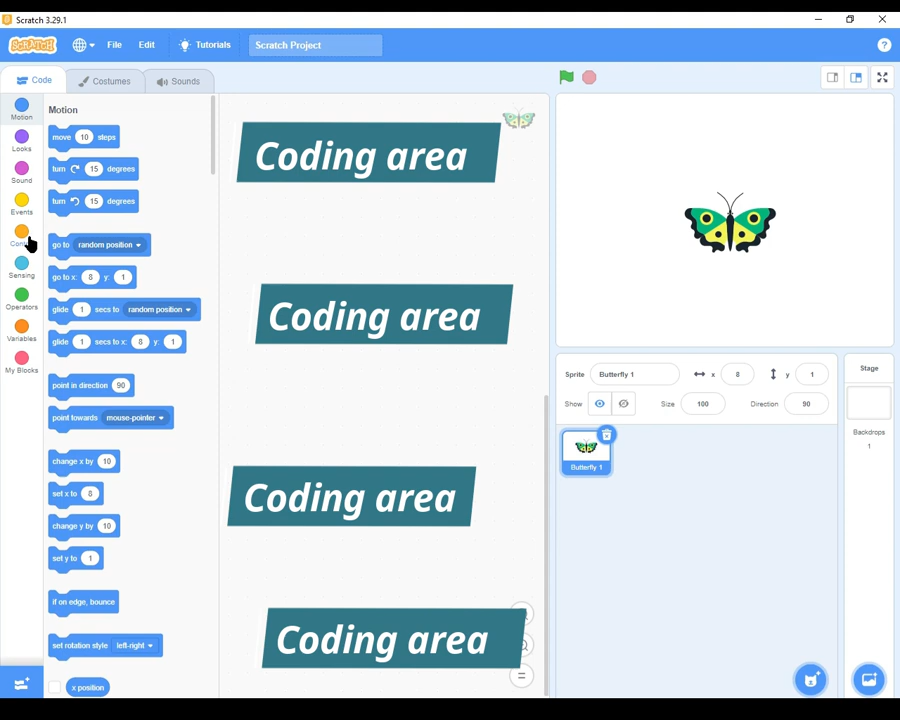 Scratch 3.29.1
SCRATCH
File
Edit
Tutorials
Scratch Project
?
Code
Costumes
Sounds
Motion
Looks
Sound
Events
Sensing
Operators
Variables
My Blocks
Motion
move 10 steps
turn 15 degrees
turn 15 degrees
go to random position
go to x: 8 y: 1
glide 1 secs to random position
glide 1 secs to x: 8 y: 1
point in direction 90
point towards mouse-pointer
change x by 10
set x to 8
change y by 10
set y to 1
if on edge, bounce
set rotation style left-right
x position
Coding area
Coding area
Coding area
Coding area
Sprite Butterfly 1 x 8 y 1
Show Size 100 Direction 90
Butterfly 1
Stage
Backdrops
1